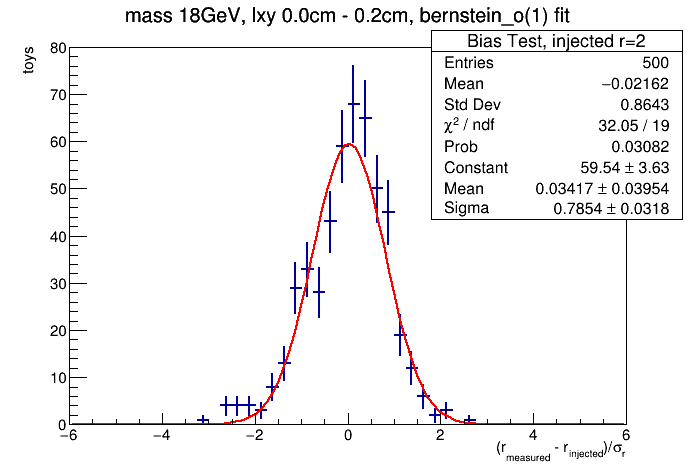 mass 18GeV, lxy 0.0cm - 0.2cm, bernstein_o(1) fit
Bias Test, injected r=2
Entries 500
Mean −0.02162
Std Dev 0.8643
χ² / ndf 32.05 / 19
Prob 0.03082
Constant 59.54 ± 3.63
Mean 0.03417 ± 0.03954
Sigma 0.7854 ± 0.0318
toys
80
70
60
50
40
30
20
10
0
−6 −4 −2 0 2 4 6
(r_measured - r_injected)/σ_r